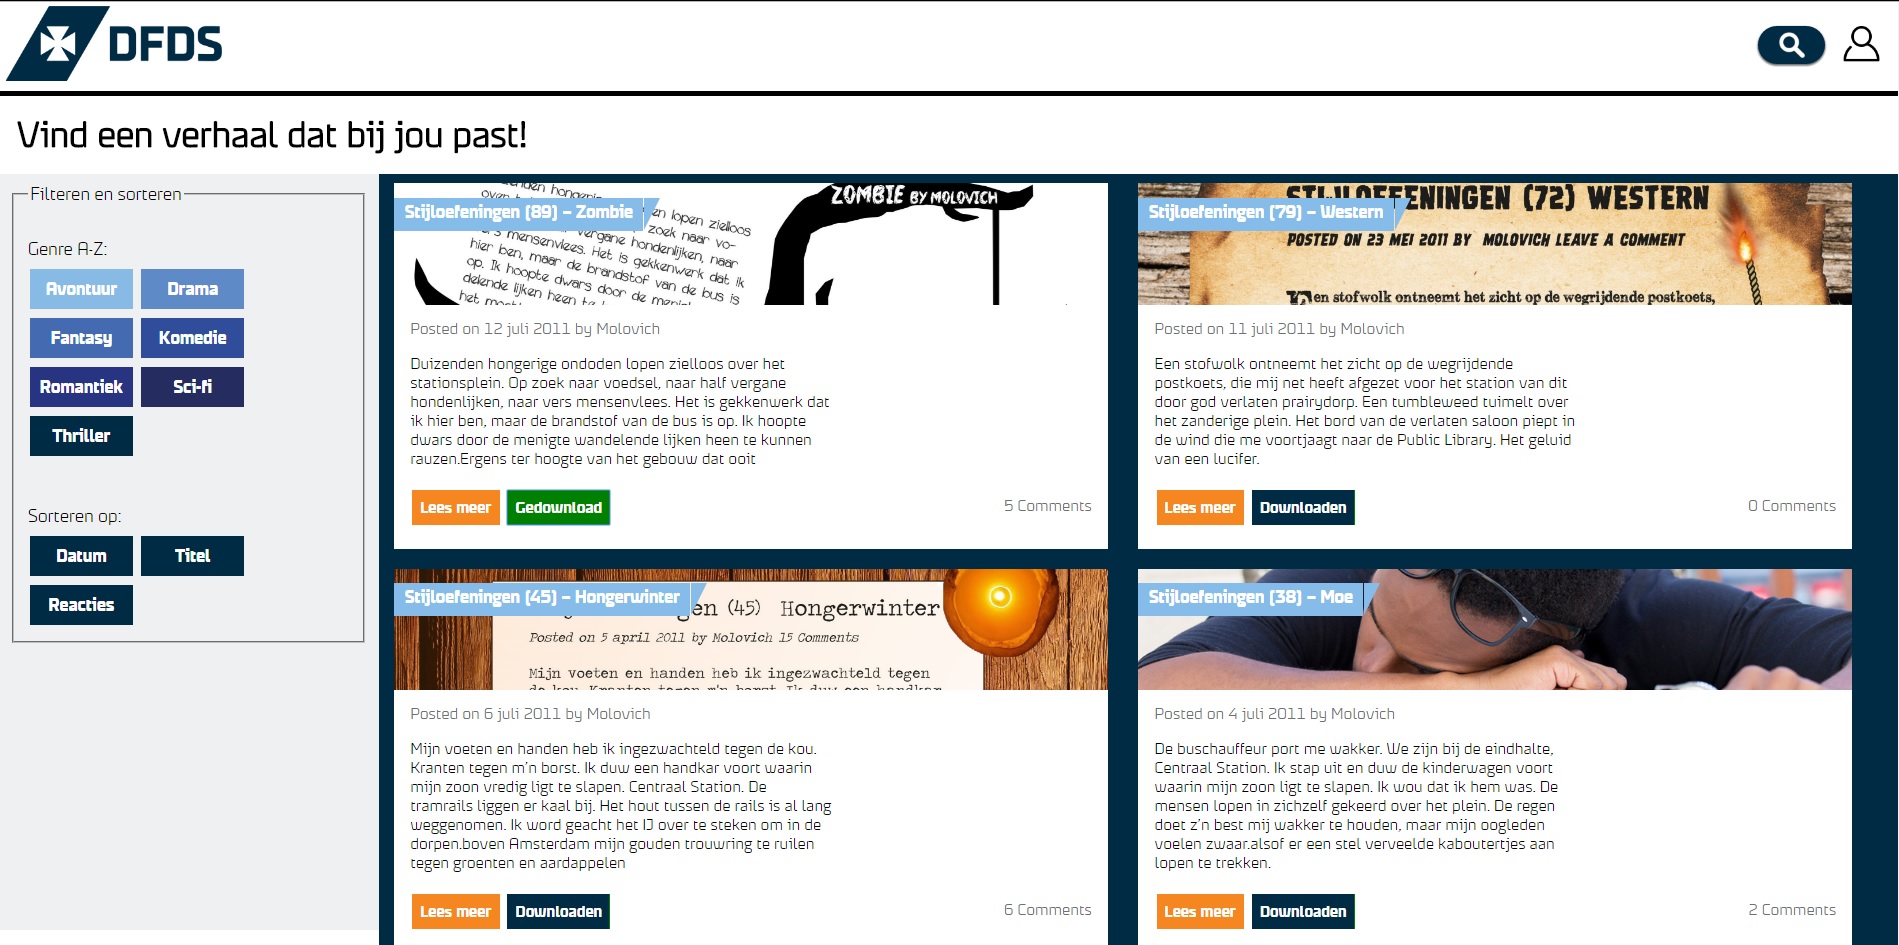 DFDS
Vind een verhaal dat bij jou past!
Filteren en sorteren
Genre A-Z:
Avontuur
Drama
Fantasy
Komedie
Romantiek
Sci-fi
Thriller
Sorteren op:
Datum
Titel
Reacties
ZOMBIE BY MOLOVICH
Stijloefeningen (89) – Zombie
en lopen zielloos
zoek naar vo-
mensenvlees. Het is gekkenwerk dat ik
vergane hondenlijken, naar
hier ben, maar de brandstof van de bus is
op. Ik hoopte dwars door de
delende lijken heen te
Posted on 12 juli 2011 by Molovich
Duizenden hongerige ondoden lopen zielloos over het
stationsplein. Op zoek naar voedsel, naar half vergane
hondenlijken, naar vers mensenvlees. Het is gekkenwerk dat
ik hier ben, maar de brandstof van de bus is op. Ik hoopte
dwars door de menigte wandelende lijken heen te kunnen
rauzen.Ergens ter hoogte van het gebouw dat ooit
Lees meer
Gedownload
5 Comments
STIJLOEFENINGEN (72) WESTERN
Stijloefeningen (79) – Western
POSTED ON 23 MEI 2011 BY MOLOVICH LEAVE A COMMENT
en stofwolk ontneemt het zicht op de wegrijdende postkoets,
Posted on 11 juli 2011 by Molovich
Een stofwolk ontneemt het zicht op de wegrijdende
postkoets, die mij net heeft afgezet voor het station van dit
door god verlaten prairydorp. Een tumbleweed tuimelt over
het zanderige plein. Het bord van de verlaten saloon piept in
de wind die me voortjaagt naar de Public Library. Het geluid
van een lucifer.
Lees meer
Downloaden
0 Comments
Stijloefeningen (45) – Hongerwinter
en (45) Hongerwinter
Posted on 5 april 2011 by Molovich 15 Comments
Mijn voeten en handen heb ik ingezwachteld tegen
de kou. Kranten tegen m'n borst. Ik duw een handkar
Posted on 6 juli 2011 by Molovich
Mijn voeten en handen heb ik ingezwachteld tegen de kou.
Kranten tegen m'n borst. Ik duw een handkar voort waarin
mijn zoon vredig ligt te slapen. Centraal Station. De
tramrails liggen er kaal bij. Het hout tussen de rails is al lang
weggenomen. Ik word geacht het IJ over te steken om in de
dorpen.boven Amsterdam mijn gouden trouwring te ruilen
tegen groenten en aardappelen
Lees meer
Downloaden
6 Comments
Stijloefeningen (38) – Moe
Posted on 4 juli 2011 by Molovich
De buschauffeur port me wakker. We zijn bij de eindhalte,
Centraal Station. Ik stap uit en duw de kinderwagen voort
waarin mijn zoon ligt te slapen. Ik wou dat ik hem was. De
mensen lopen in zichzelf gekeerd over het plein. De regen
doet z'n best mij wakker te houden, maar mijn oogleden
voelen zwaar.alsof er een stel verveelde kaboutertjes aan
lopen te trekken.
Lees meer
Downloaden
2 Comments